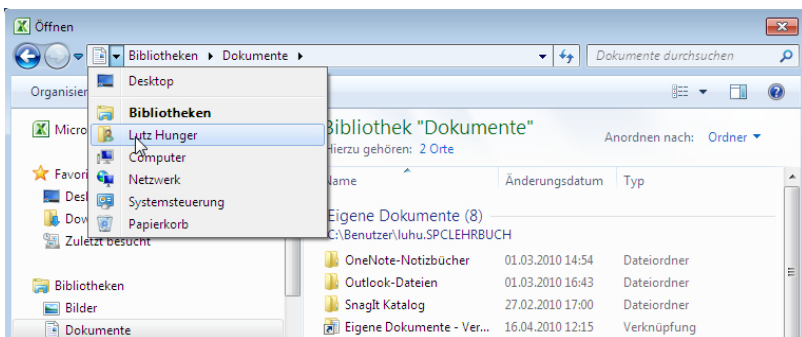 Öffnen
Bibliotheken Dokumente
Dokumente durchsuchen
Organisier
Desktop
Bibliotheken
Lutz Hunger
Computer
Netzwerk
Systemsteuerung
Papierkorb
Micro
Favori
Desk
Dow
Zuletzt besucht
Bibliotheken
Bilder
Dokumente
Bibliothek "Dokumente"
Hierzu gehören: 2 Orte
Anordnen nach: Ordner
Name Änderungsdatum Typ
Eigene Dokumente (8)
C:\Benutzer\luhu.SPCLEHRBUCH
OneNote-Notizbücher 01.03.2010 14:54 Dateiordner
Outlook-Dateien 01.03.2010 16:43 Dateiordner
SnagIt Katalog 27.02.2010 17:00 Dateiordner
Eigene Dokumente - Ver... 16.04.2010 12:15 Verknüpfung